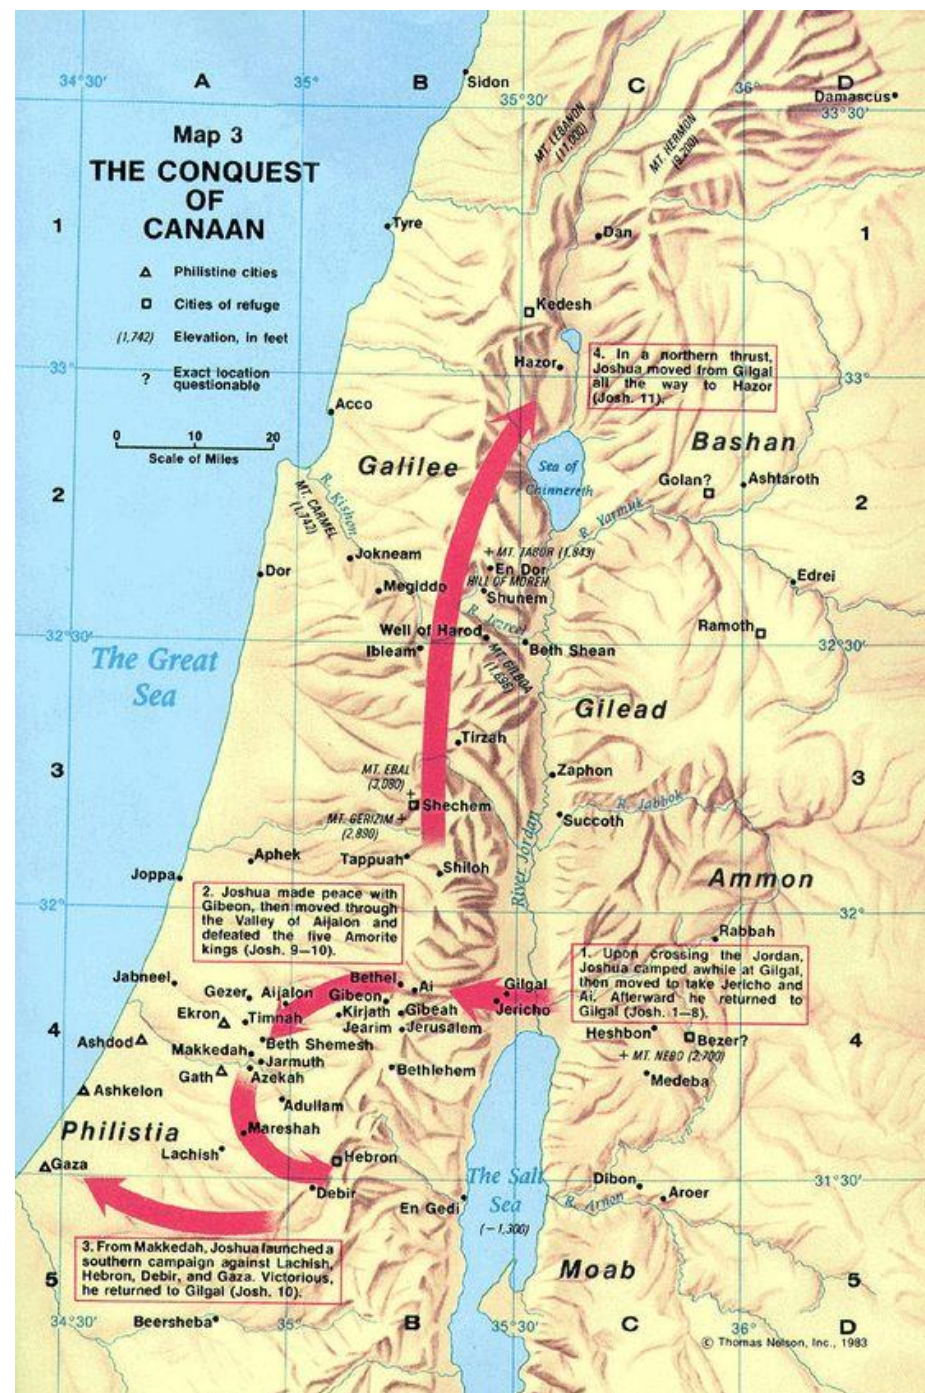 34°30'
A
35°
B
Sidon
35°30'
C
36°
D
Damascus
33°30'
Map 3
THE CONQUEST
OF
CANAAN
MT. LEBANON
(11,000)
MT. HERMON
(9,200)
1
Tyre
Dan
1
Philistine cities
Cities of refuge
(1,742) Elevation, in feet
? Exact location
questionable
Kedesh
Hazor
4. In a northern thrust,
Joshua moved from Gilgal
all the way to Hazor
(Josh. 11).
33°
33°
Acco
0 10 20
Scale of Miles
Galilee
Bashan
Sea of
Chinnereth
Golan?
Ashtaroth
2
2
R. Kishon
MT. CARMEL
(1,742)
R. Yarmuk
Jokneam
MT. TABOR (1,843)
En Dor
HILL OF MOREH
Dor
Megiddo
Shunem
Edrei
R. Jezreel
Well of Harod
Ramoth
32°30'
32°30'
Ibleam
Beth Shean
MT. GILBOA
(1,696)
The Great
Sea
Gilead
Tirzah
3
MT. EBAL
(3,080)
Zaphon
3
Shechem
R. Jabbok
MT. GERIZIM
(2,890)
Succoth
River Jordan
Aphek
Tappuah
Shiloh
Joppa
Ammon
2. Joshua made peace with
Gibeon, then moved through
the Valley of Aijalon and
defeated the five Amorite
kings (Josh. 9–10).
32°
32°
Rabbah
1. Upon crossing the Jordan,
Joshua camped awhile at Gilgal,
then moved to take Jericho and
Ai. Afterward he returned to
Gilgal (Josh. 1–8).
Jabneel
Bethel
Ai
Gilgal
Gezer
Aijalon
Gibeon
Jericho
Ekron
Timnah
Kirjath
Jearim
Gibeah
Jerusalem
4
Heshbon
Bezer?
4
Ashdod
Beth Shemesh
Makkedah
Jarmuth
MT. NEBO (2,700)
Gath
Azekah
Bethlehem
Medeba
Ashkelon
Adullam
Philistia
Mareshah
Lachish
Hebron
Gaza
The Salt
Sea
(–1,300)
Dibon
31°30'
Debir
En Gedi
R. Arnon
Aroer
3. From Makkedah, Joshua launched a
southern campaign against Lachish,
Hebron, Debir, and Gaza. Victorious,
he returned to Gilgal (Josh. 10).
5
Moab
5
Beersheba
34°30'
35°
B
35°30'
C
36°
D
© Thomas Nelson, Inc., 1983